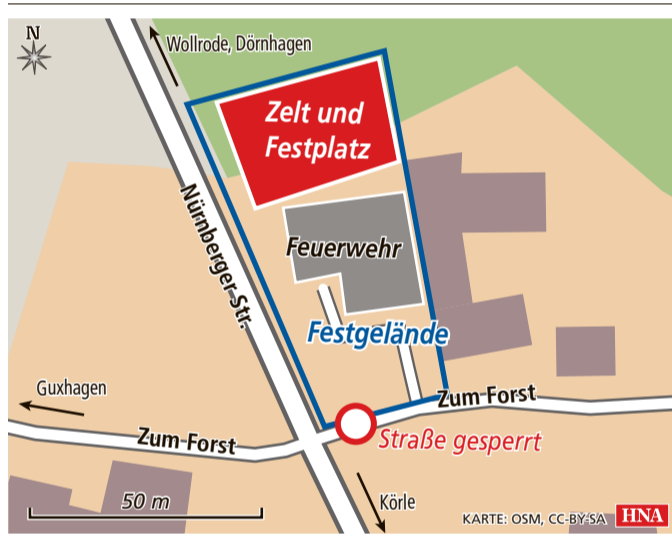 N
Wollrode, Dörnhagen
Zelt und
Festplatz
Nürnberger Str.
Feuerwehr
Festgelände
Guxhagen
Zum Forst
Zum Forst
Straße gesperrt
50 m
Körle
KARTE: OSM, CC-BY-SA HNA